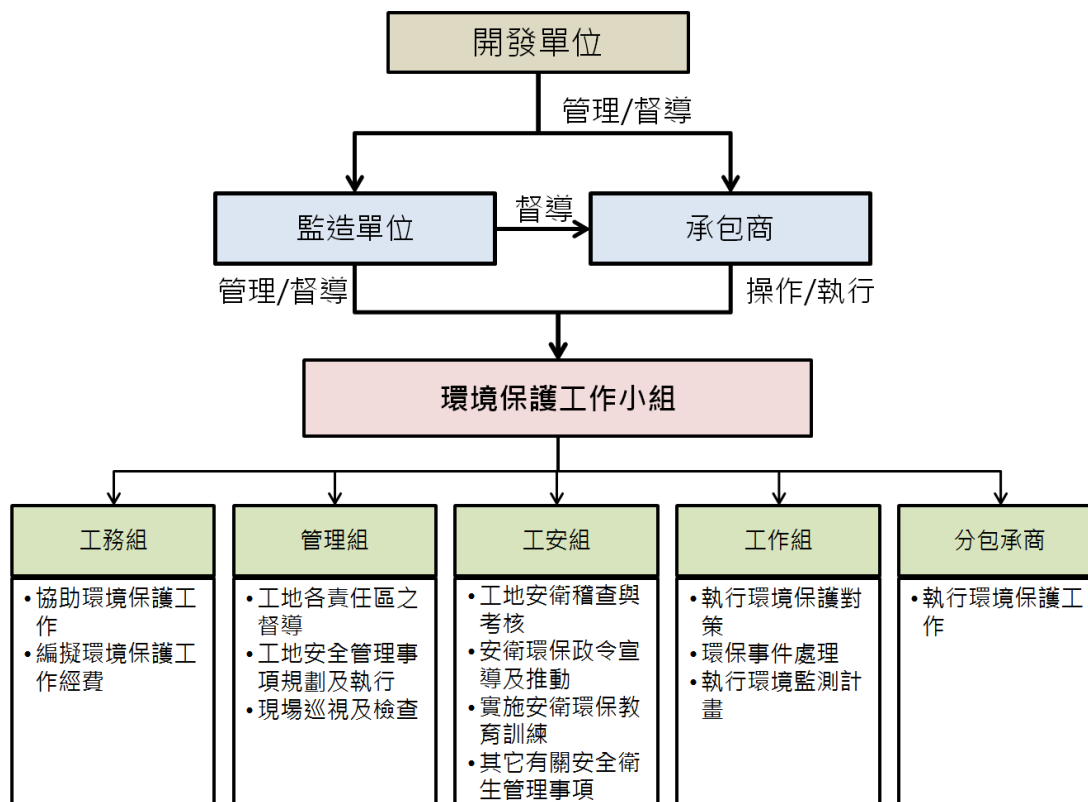 開發單位
管理/督導
監造單位
督導
承包商
管理/督導
操作/執行
環境保護工作小組
工務組
•協助環境保護工
作
•編擬環境保護工
作經費
管理組
•工地各責任區之
督導
•工地安全管理事
項規劃及執行
•現場巡視及檢查
工安組
•工地安衛稽查與
考核
•安衛環保政令宣
導及推動
•實施安衛環保教
育訓練
•其它有關安全衛
生管理事項
工作組
•執行環境保護對
策
•環保事件處理
•執行環境監測計
畫
分包承商
•執行環境保護工
作